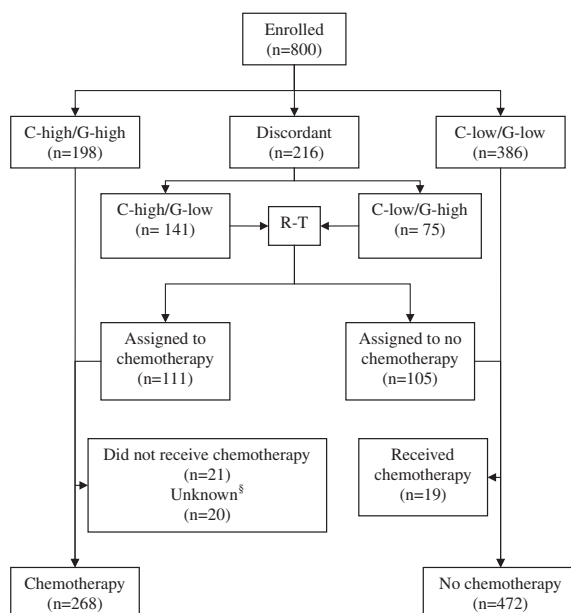 Enrolled
(n=800)
C-high/G-high
(n=198)
Discordant
(n=216)
C-low/G-low
(n=386)
C-high/G-low
(n= 141)
R-T
C-low/G-high
(n= 75)
Assigned to
chemotherapy
(n=111)
Assigned to no
chemotherapy
(n=105)
Did not receive chemotherapy
(n=21)
Unknown§
(n=20)
Received
chemotherapy
(n=19)
Chemotherapy
(n=268)
No chemotherapy
(n=472)